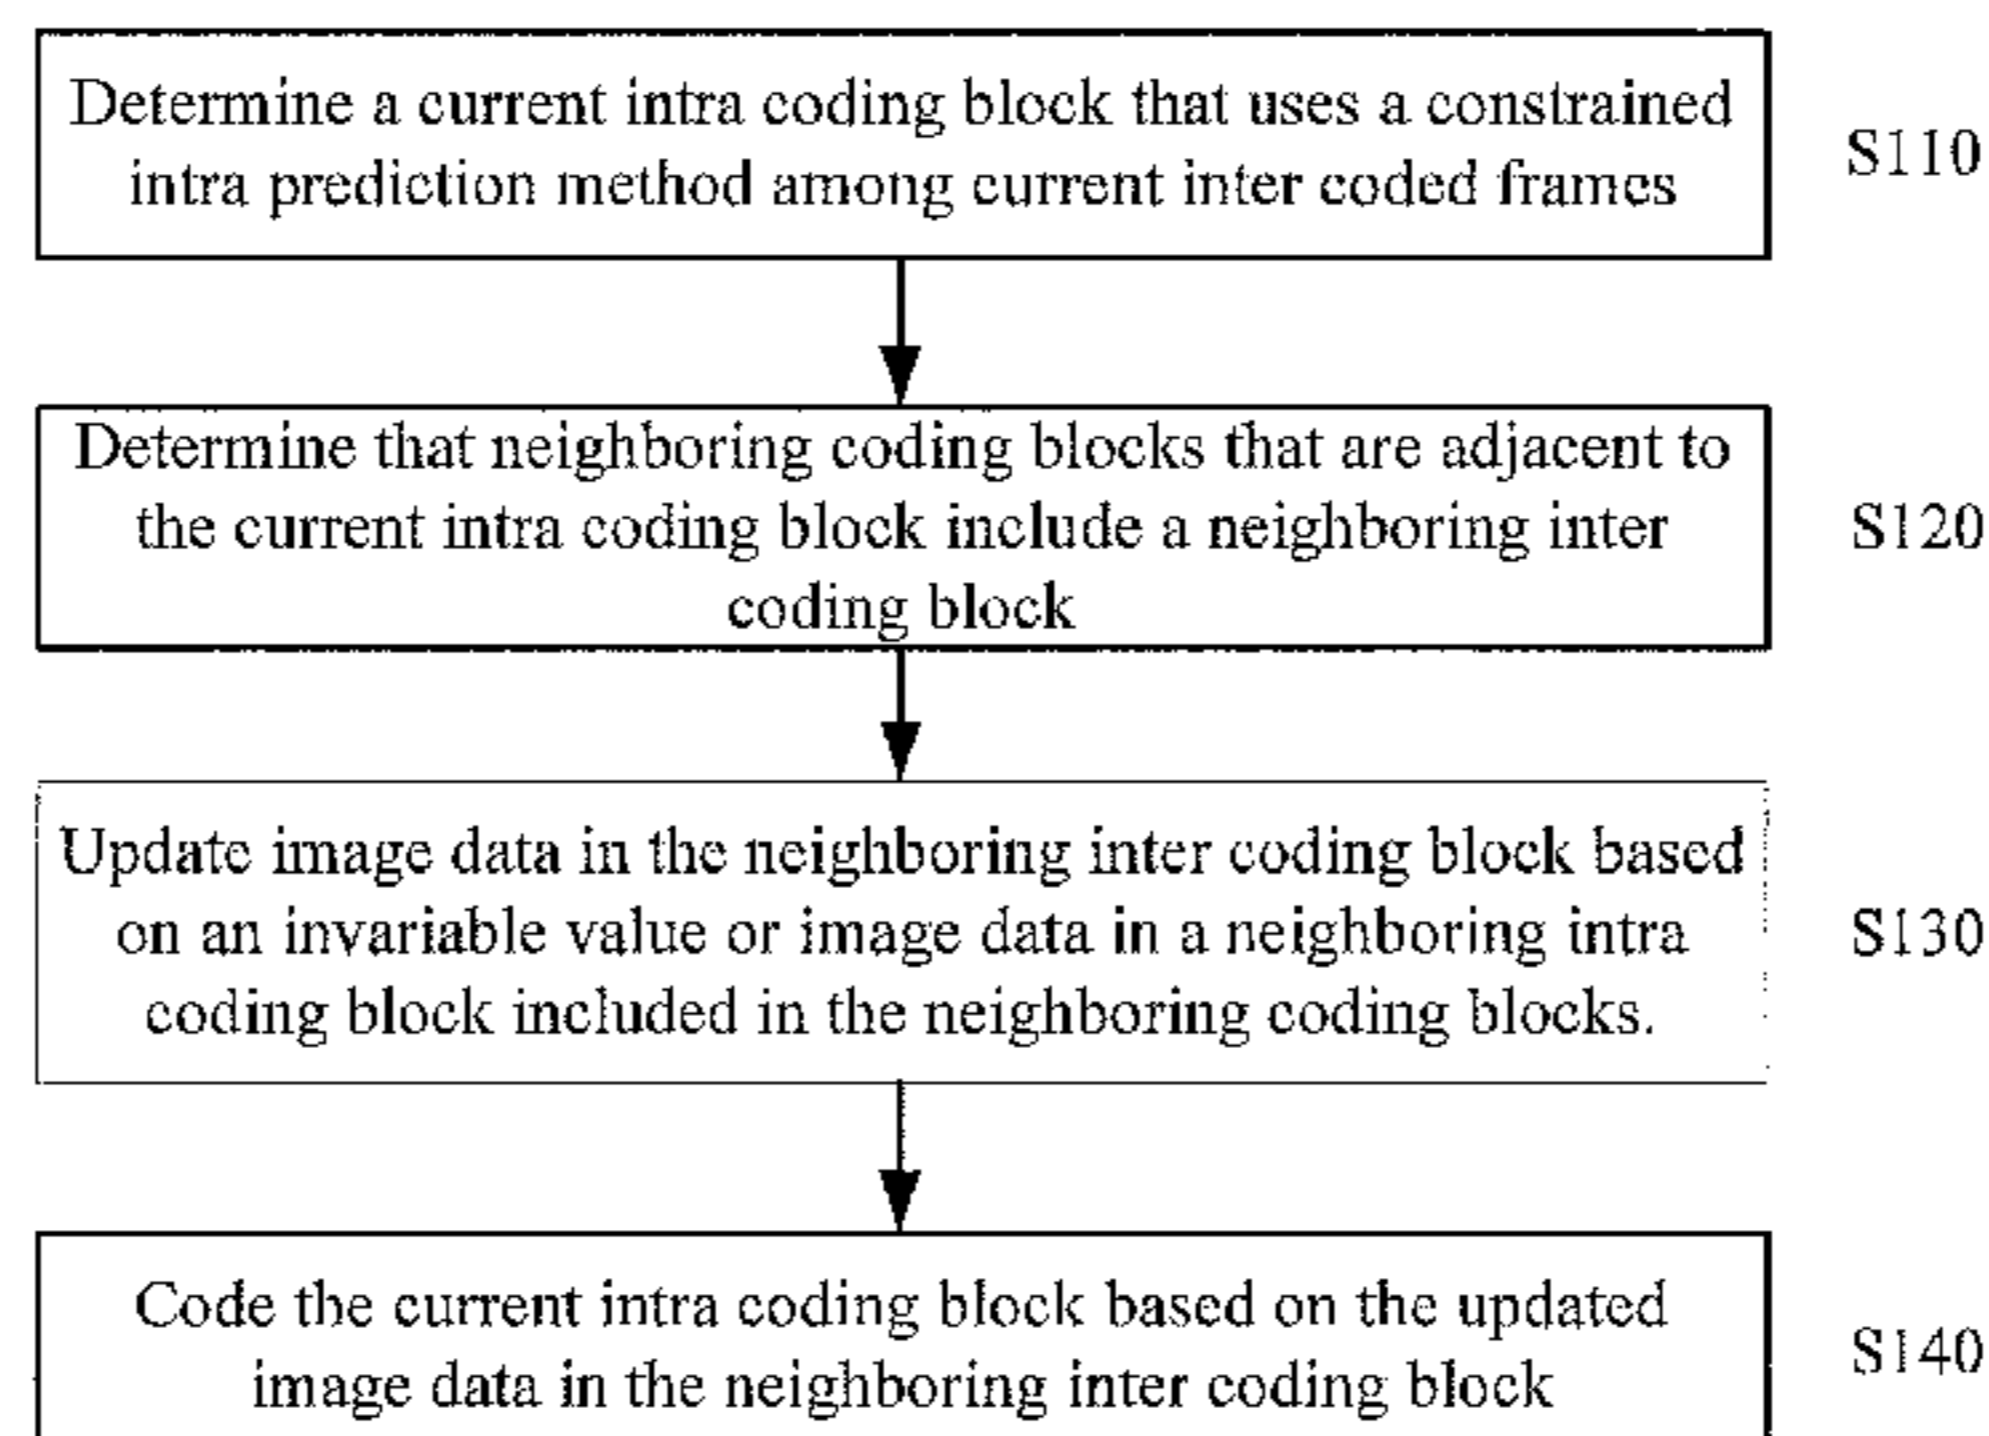 Determine a current intra coding block that uses a constrained
intra prediction method among current inter coded frames
S110
Determine that neighboring coding blocks that are adjacent to
the current intra coding block include a neighboring inter
coding block
S120
Update image data in the neighboring inter coding block based
on an invariable value or image data in a neighboring intra
coding block included in the neighboring coding blocks.
S130
Code the current intra coding block based on the updated
image data in the neighboring inter coding block
S140